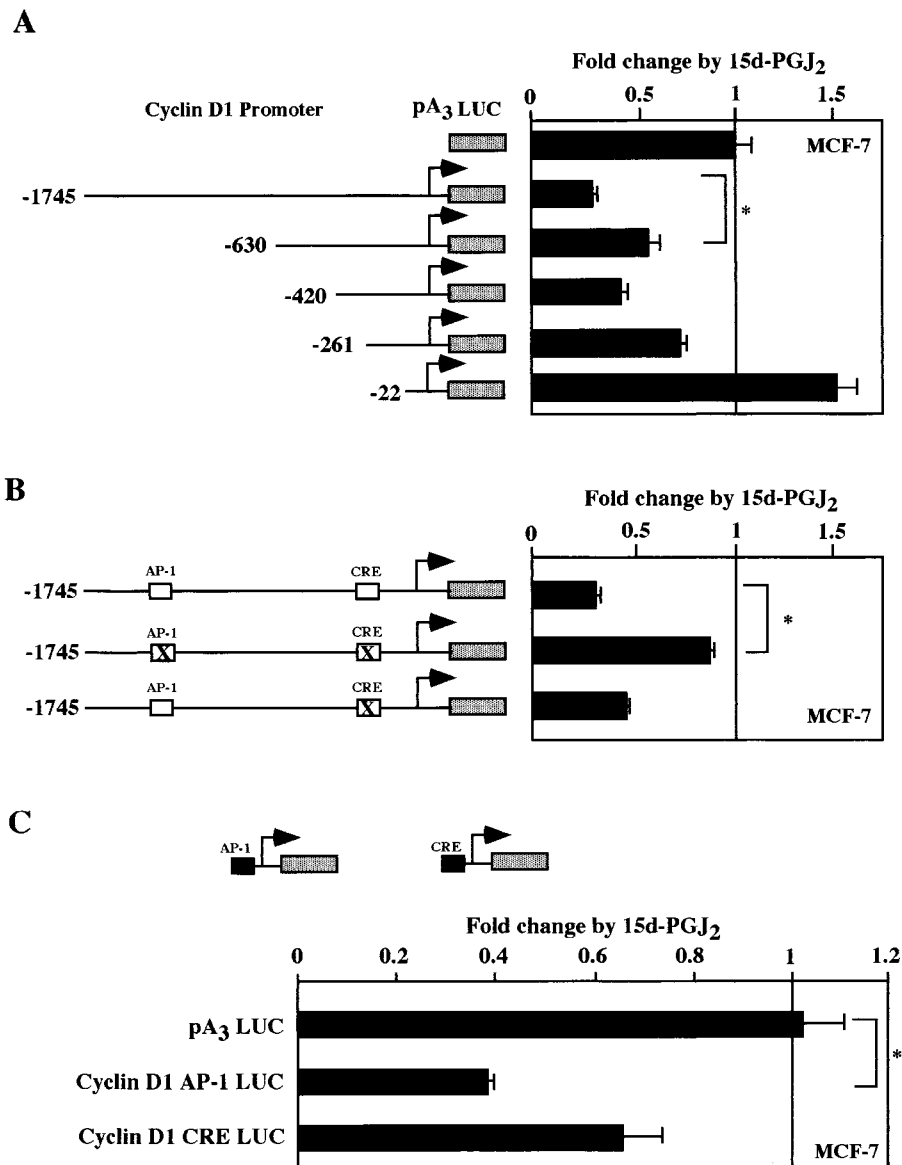 A
Fold change by 15d-PGJ2
Cyclin D1 Promoter
pA3 LUC
0 0.5 1 1.5
MCF-7
-1745
*
-630
-420
-261
-22
B
Fold change by 15d-PGJ2
0 0.5 1 1.5
AP-1 CRE
-1745
*
AP-1 CRE
-1745 X X
AP-1 CRE
-1745 X
MCF-7
C
AP-1 CRE
Fold change by 15d-PGJ2
0 0.2 0.4 0.6 0.8 1 1.2
pA3 LUC
*
Cyclin D1 AP-1 LUC
Cyclin D1 CRE LUC
MCF-7